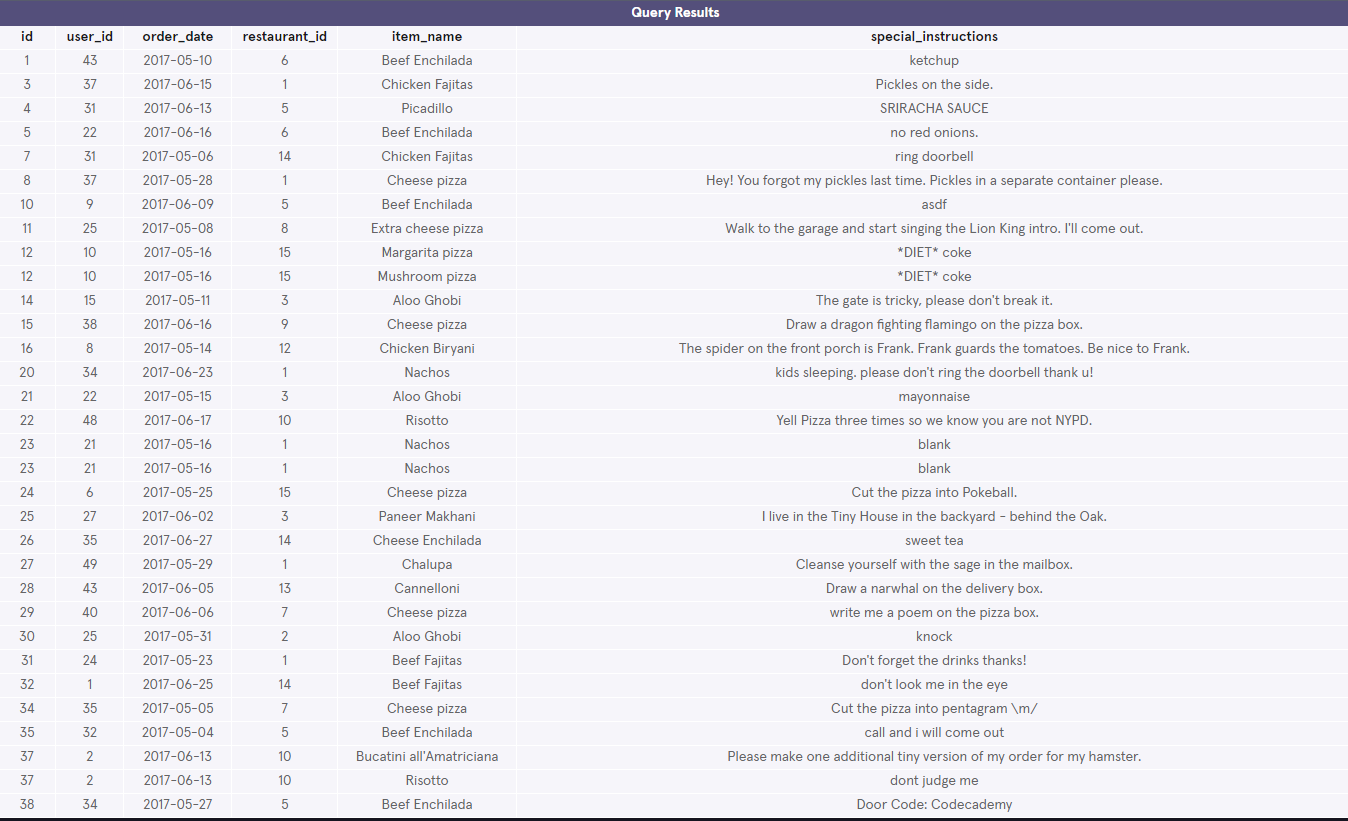 Query Results
id user_id order_date restaurant_id item_name special_instructions
1 43 2017-05-10 6 Beef Enchilada ketchup
3 37 2017-06-15 1 Chicken Fajitas Pickles on the side.
4 31 2017-06-13 5 Picadillo SRIRACHA SAUCE
5 22 2017-06-16 6 Beef Enchilada no red onions.
7 31 2017-05-06 14 Chicken Fajitas ring doorbell
8 37 2017-05-28 1 Cheese pizza Hey! You forgot my pickles last time. Pickles in a separate container please.
10 9 2017-06-09 5 Beef Enchilada asdf
11 25 2017-05-08 8 Extra cheese pizza Walk to the garage and start singing the Lion King intro. I'll come out.
12 10 2017-05-16 15 Margarita pizza *DIET* coke
12 10 2017-05-16 15 Mushroom pizza *DIET* coke
14 15 2017-05-11 3 Aloo Ghobi The gate is tricky, please don't break it.
15 38 2017-06-16 9 Cheese pizza Draw a dragon fighting flamingo on the pizza box.
16 8 2017-05-14 12 Chicken Biryani The spider on the front porch is Frank. Frank guards the tomatoes. Be nice to Frank.
20 34 2017-06-23 1 Nachos kids sleeping. please don't ring the doorbell thank u!
21 22 2017-05-15 3 Aloo Ghobi mayonnaise
22 48 2017-06-17 10 Risotto Yell Pizza three times so we know you are not NYPD.
23 21 2017-05-16 1 Nachos blank
23 21 2017-05-16 1 Nachos blank
24 6 2017-05-25 15 Cheese pizza Cut the pizza into Pokeball.
25 27 2017-06-02 3 Paneer Makhani I live in the Tiny House in the backyard - behind the Oak.
26 35 2017-06-27 14 Cheese Enchilada sweet tea
27 49 2017-05-29 1 Chalupa Cleanse yourself with the sage in the mailbox.
28 43 2017-06-05 13 Cannelloni Draw a narwhal on the delivery box.
29 40 2017-06-06 7 Cheese pizza write me a poem on the pizza box.
30 25 2017-05-31 2 Aloo Ghobi knock
31 24 2017-05-23 1 Beef Fajitas Don't forget the drinks thanks!
32 1 2017-06-25 14 Beef Fajitas don't look me in the eye
34 35 2017-05-05 7 Cheese pizza Cut the pizza into pentagram \m/
35 32 2017-05-04 5 Beef Enchilada call and i will come out
37 2 2017-06-13 10 Bucatini all'Amatriciana Please make one additional tiny version of my order for my hamster.
37 2 2017-06-13 10 Risotto dont judge me
38 34 2017-05-27 5 Beef Enchilada Door Code: Codecademy